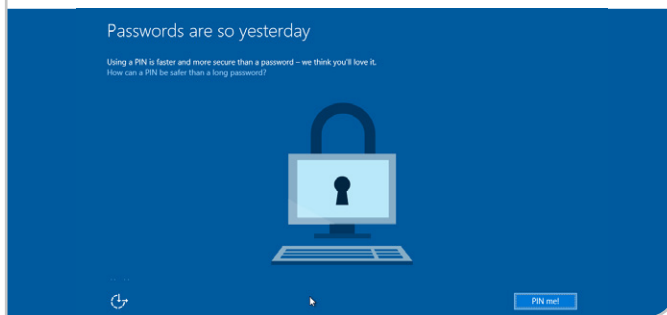 Passwords are so yesterday
Using a PIN is faster and more secure than a password – we think you'll love it.
How can a PIN be safer than a long password?
PIN me!